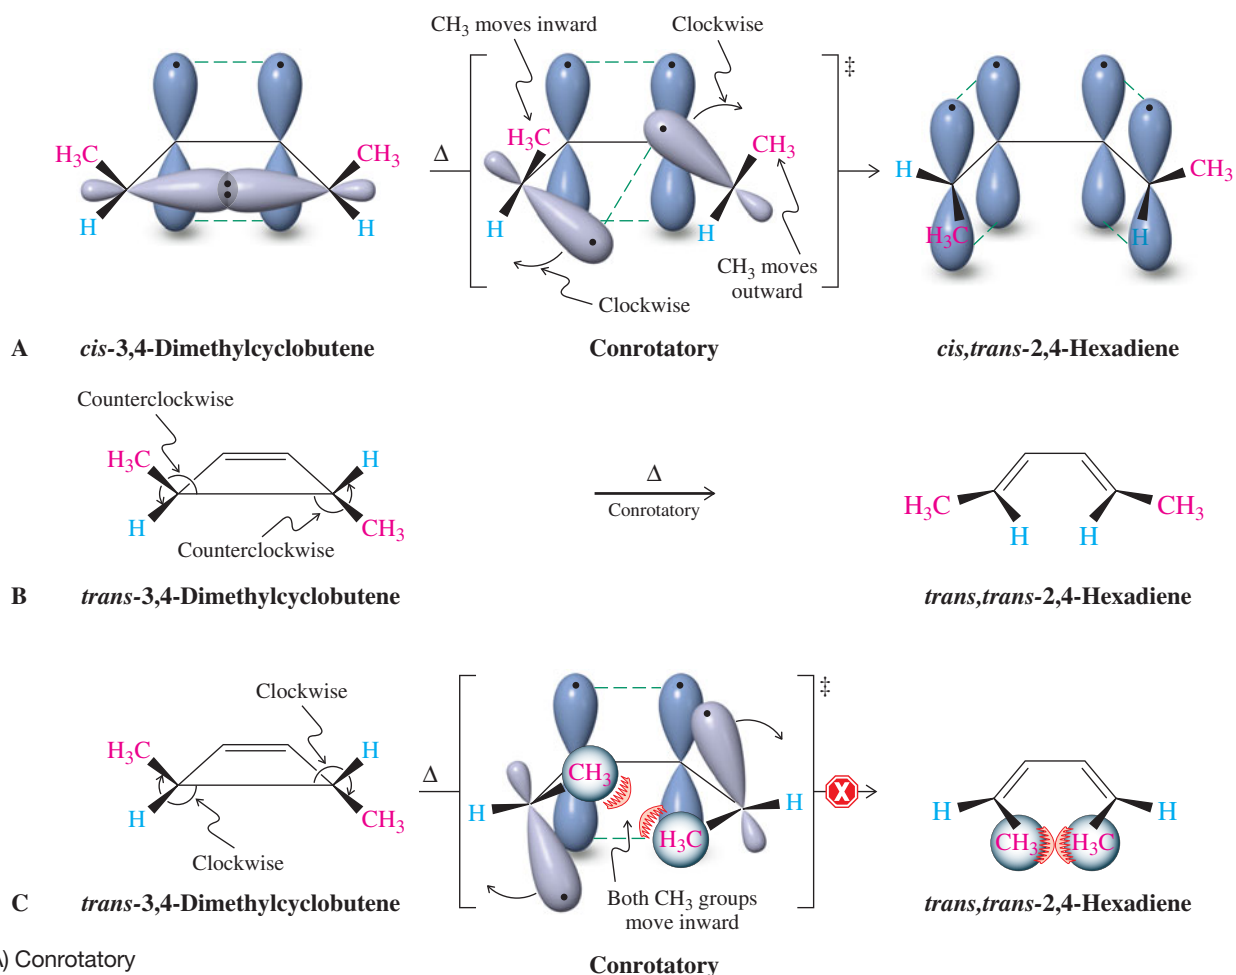 CH₃ moves inward
Clockwise
H₃C
CH₃
H
H
Δ
H₃C
CH₃
H
H
‡
CH₃ moves
outward
Clockwise
H
CH₃
H₃C
H
A cis-3,4-Dimethylcyclobutene
Conrotatory
cis,trans-2,4-Hexadiene
Counterclockwise
H₃C
H
H
CH₃
Counterclockwise
Δ
Conrotatory
H₃C
CH₃
H
H
B trans-3,4-Dimethylcyclobutene
trans,trans-2,4-Hexadiene
Clockwise
H₃C
H
H
CH₃
Clockwise
Δ
CH₃
H
H
H₃C
‡
Both CH₃ groups
move inward
X
H
H
CH₃
H₃C
C trans-3,4-Dimethylcyclobutene
trans,trans-2,4-Hexadiene
Conrotatory
A) Conrotatory